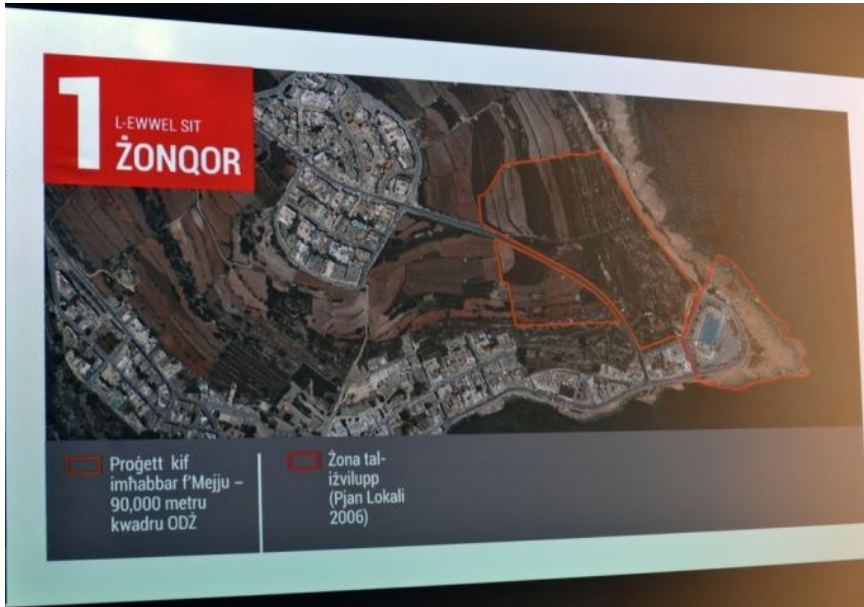 1
L-EWWEL SIT
ŻONQOR
Proġett kif
imħabbar f'Mejju –
90,000 metru
kwadru ODŻ
Żona tal-
iżvilupp
(Pjan Lokali
2006)